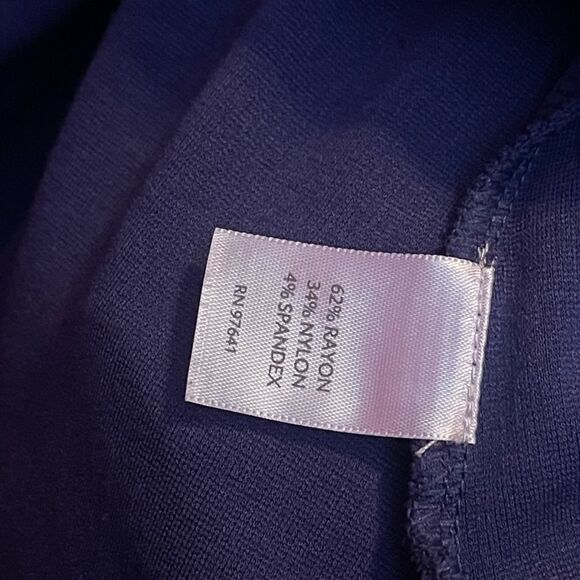 62% RAYON
34% NYLON
4% SPANDEX
RN 97641